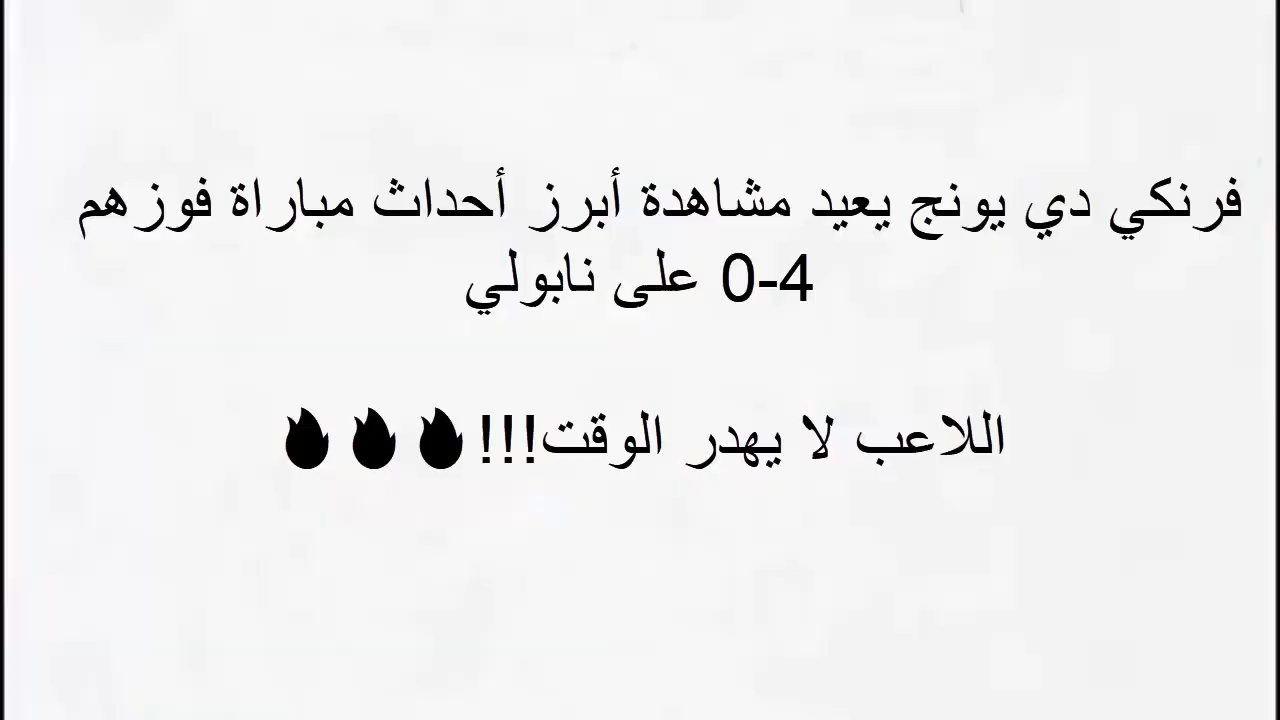 فرنكي دي يونج يعيد مشاهدة أبرز أحداث مباراة فوزهم
4-0 على نابولي
اللاعب لا يهدر الوقت!!!🔥🔥🔥